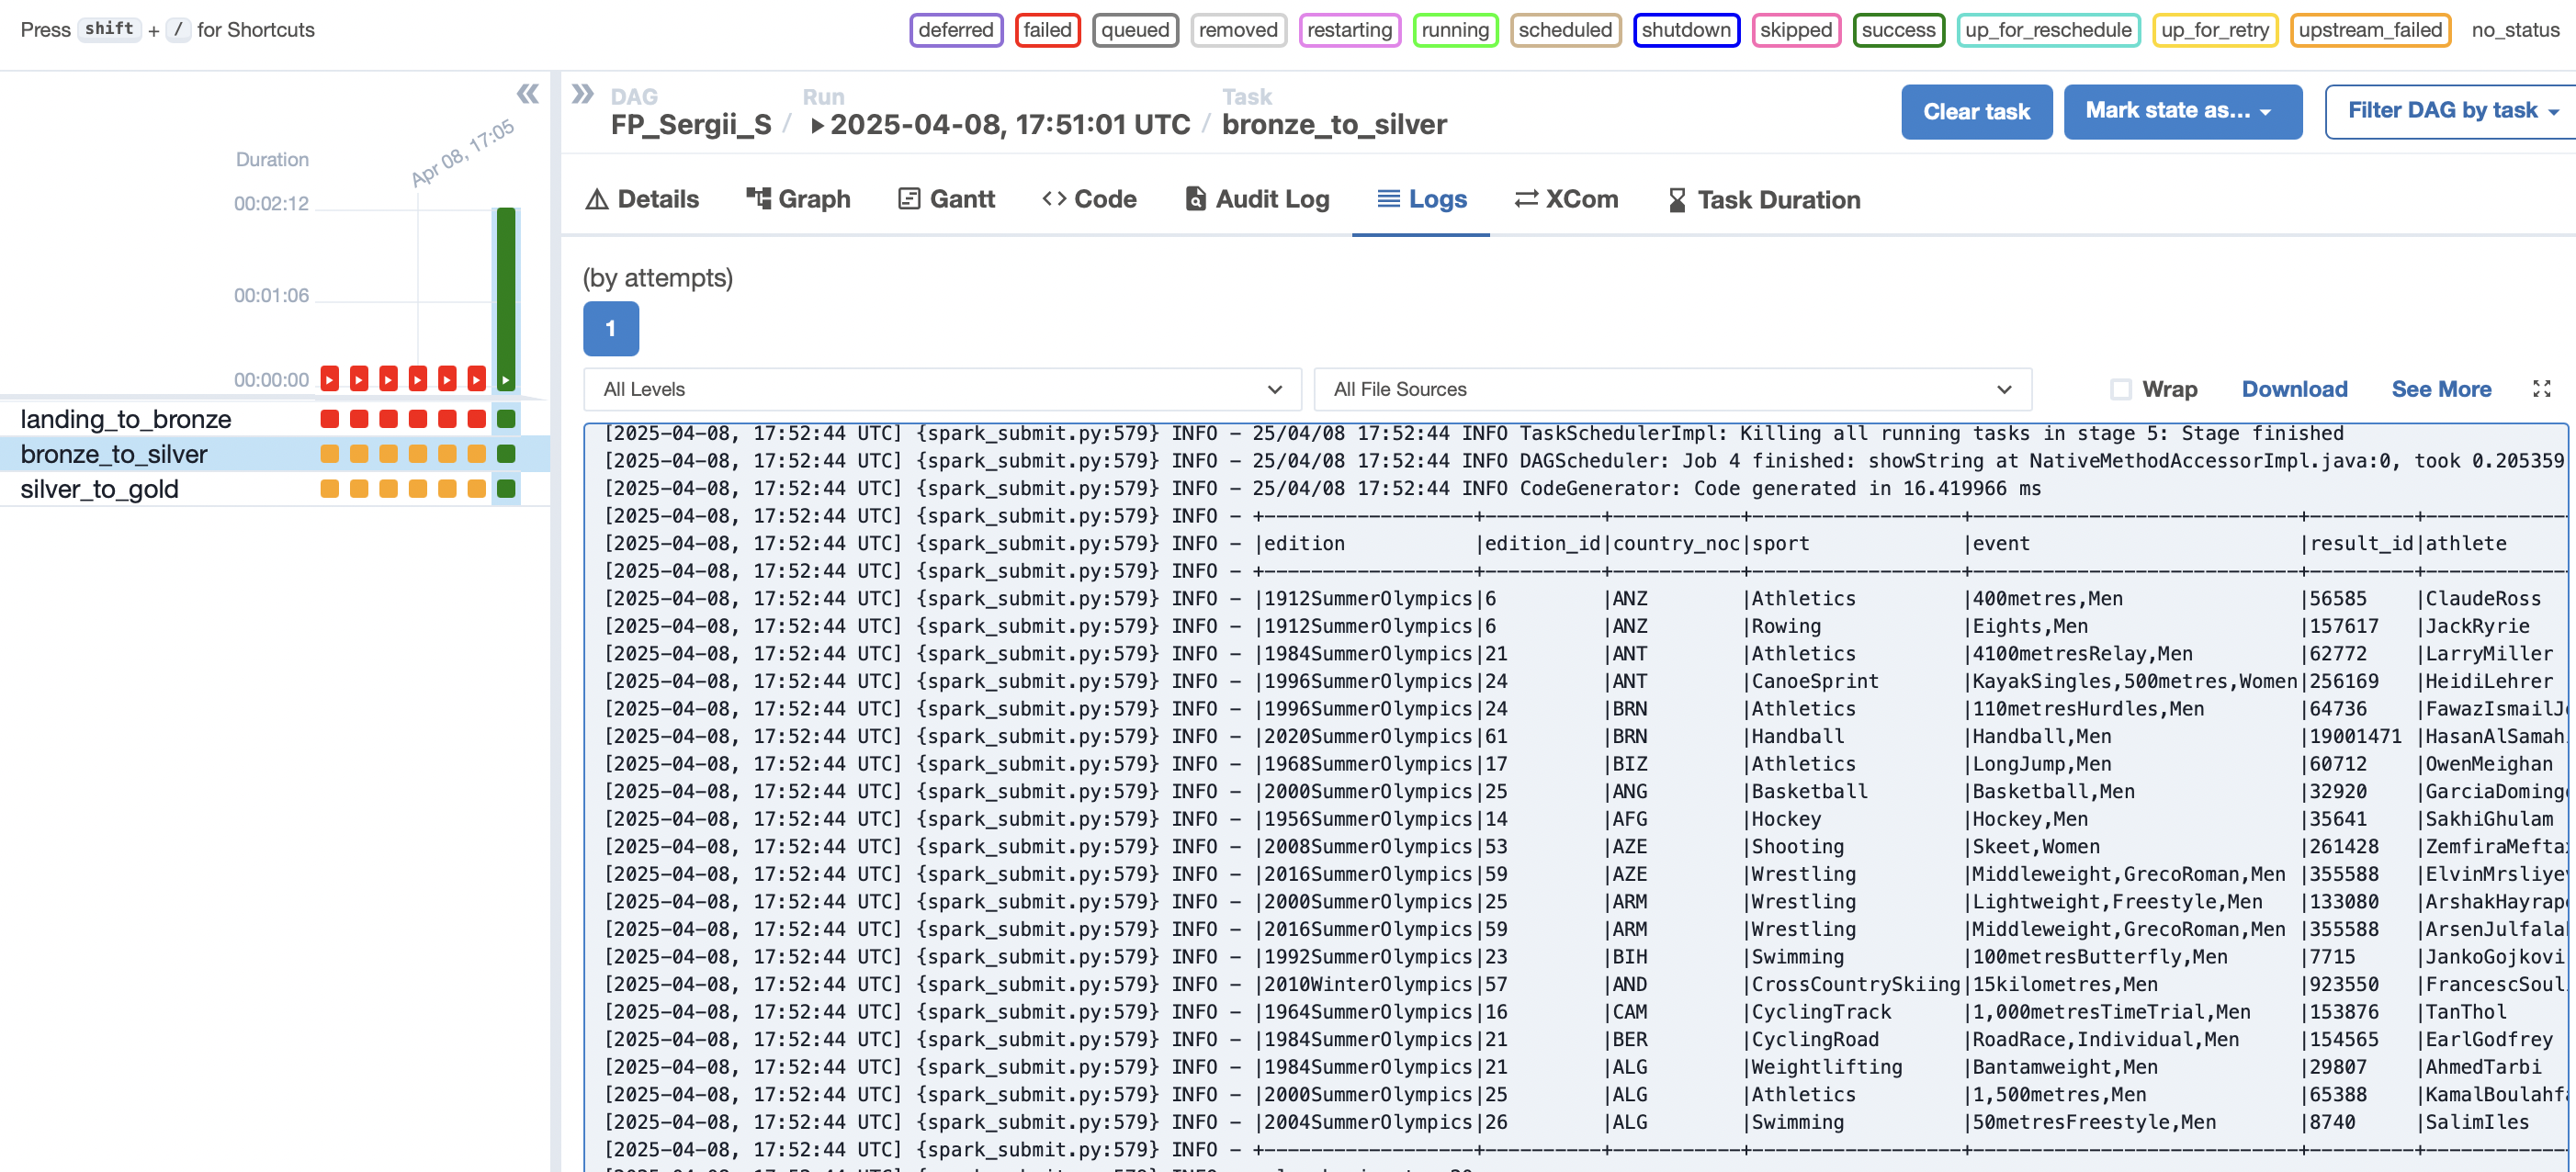 Press shift + / for Shortcuts
deferred failed queued removed restarting running scheduled shutdown skipped success up_for_reschedule up_for_retry upstream_failed no_status
Duration
Apr 08, 17:05
00:02:12
00:01:06
00:00:00
landing_to_bronze
bronze_to_silver
silver_to_gold
DAG Run Task
FP_Sergii_S / 2025-04-08, 17:51:01 UTC / bronze_to_silver
Clear task Mark state as... Filter DAG by task
Details Graph Gantt Code Audit Log Logs XCom Task Duration
(by attempts)
1
All Levels All File Sources Wrap Download See More
[2025-04-08, 17:52:44 UTC] {spark_submit.py:579} INFO - 25/04/08 17:52:44 INFO TaskSchedulerImpl: Killing all running tasks in stage 5: Stage finished
[2025-04-08, 17:52:44 UTC] {spark_submit.py:579} INFO - 25/04/08 17:52:44 INFO DAGScheduler: Job 4 finished: showString at NativeMethodAccessorImpl.java:0, took 0.205359
[2025-04-08, 17:52:44 UTC] {spark_submit.py:579} INFO - 25/04/08 17:52:44 INFO CodeGenerator: Code generated in 16.419966 ms
[2025-04-08, 17:52:44 UTC] {spark_submit.py:579} INFO - +------------------+----------+-----------+------------------+-----------------------------+---------+------------
[2025-04-08, 17:52:44 UTC] {spark_submit.py:579} INFO - |edition |edition_id|country_noc|sport |event |result_id|athlete
[2025-04-08, 17:52:44 UTC] {spark_submit.py:579} INFO - +------------------+----------+-----------+------------------+-----------------------------+---------+------------
[2025-04-08, 17:52:44 UTC] {spark_submit.py:579} INFO - |1912SummerOlympics|6 |ANZ |Athletics |400metres,Men |56585 |ClaudeRoss
[2025-04-08, 17:52:44 UTC] {spark_submit.py:579} INFO - |1912SummerOlympics|6 |ANZ |Rowing |Eights,Men |157617 |JackRyrie
[2025-04-08, 17:52:44 UTC] {spark_submit.py:579} INFO - |1984SummerOlympics|21 |ANT |Athletics |4100metresRelay,Men |62772 |LarryMiller
[2025-04-08, 17:52:44 UTC] {spark_submit.py:579} INFO - |1996SummerOlympics|24 |ANT |CanoeSprint |KayakSingles,500metres,Women|256169 |HeidiLehrer
[2025-04-08, 17:52:44 UTC] {spark_submit.py:579} INFO - |1996SummerOlympics|24 |BRN |Athletics |110metresHurdles,Men |64736 |FawazIsmailJ
[2025-04-08, 17:52:44 UTC] {spark_submit.py:579} INFO - |2020SummerOlympics|61 |BRN |Handball |Handball,Men |19001471 |HasanAlSamah
[2025-04-08, 17:52:44 UTC] {spark_submit.py:579} INFO - |1968SummerOlympics|17 |BIZ |Athletics |LongJump,Men |60712 |OwenMeighan
[2025-04-08, 17:52:44 UTC] {spark_submit.py:579} INFO - |2000SummerOlympics|25 |ANG |Basketball |Basketball,Men |32920 |GarciaDoming
[2025-04-08, 17:52:44 UTC] {spark_submit.py:579} INFO - |1956SummerOlympics|14 |AFG |Hockey |Hockey,Men |35641 |SakhiGhulam
[2025-04-08, 17:52:44 UTC] {spark_submit.py:579} INFO - |2008SummerOlympics|53 |AZE |Shooting |Skeet,Women |261428 |ZemfiraMefta
[2025-04-08, 17:52:44 UTC] {spark_submit.py:579} INFO - |2016SummerOlympics|59 |AZE |Wrestling |Middleweight,GrecoRoman,Men |355588 |ElvinMrsliye
[2025-04-08, 17:52:44 UTC] {spark_submit.py:579} INFO - |2000SummerOlympics|25 |ARM |Wrestling |Lightweight,Freestyle,Men |133080 |ArshakHayrap
[2025-04-08, 17:52:44 UTC] {spark_submit.py:579} INFO - |2016SummerOlympics|59 |ARM |Wrestling |Middleweight,GrecoRoman,Men |355588 |ArsenJulfala
[2025-04-08, 17:52:44 UTC] {spark_submit.py:579} INFO - |1992SummerOlympics|23 |BIH |Swimming |100metresButterfly,Men |7715 |JankoGojkovi
[2025-04-08, 17:52:44 UTC] {spark_submit.py:579} INFO - |2010WinterOlympics|57 |AND |CrossCountrySkiing|15kilometres,Men |923550 |FrancescSoul
[2025-04-08, 17:52:44 UTC] {spark_submit.py:579} INFO - |1964SummerOlympics|16 |CAM |CyclingTrack |1,000metresTimeTrial,Men |153876 |TanThol
[2025-04-08, 17:52:44 UTC] {spark_submit.py:579} INFO - |1984SummerOlympics|21 |BER |CyclingRoad |RoadRace,Individual,Men |154565 |EarlGodfrey
[2025-04-08, 17:52:44 UTC] {spark_submit.py:579} INFO - |1984SummerOlympics|21 |ALG |Weightlifting |Bantamweight,Men |29807 |AhmedTarbi
[2025-04-08, 17:52:44 UTC] {spark_submit.py:579} INFO - |2000SummerOlympics|25 |ALG |Athletics |1,500metres,Men |65388 |KamalBoulahf
[2025-04-08, 17:52:44 UTC] {spark_submit.py:579} INFO - |2004SummerOlympics|26 |ALG |Swimming |50metresFreestyle,Men |8740 |SalimIles
[2025-04-08, 17:52:44 UTC] {spark_submit.py:579} INFO - +------------------+----------+-----------+------------------+-----------------------------+---------+------------